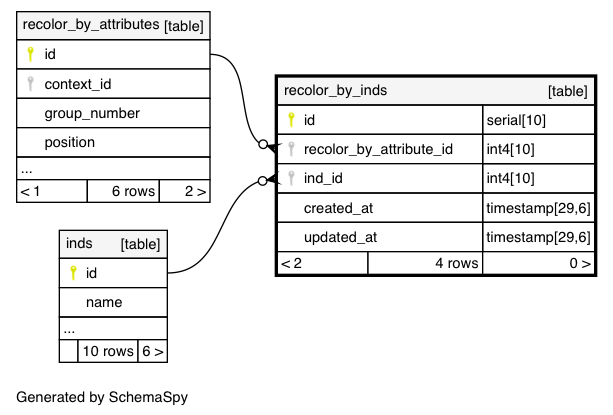 recolor_by_attributes [table]
id
context_id
group_number
position
...
< 1 6 rows 2 >
recolor_by_inds [table]
id serial[10]
recolor_by_attribute_id int4[10]
ind_id int4[10]
created_at timestamp[29,6]
updated_at timestamp[29,6]
< 2 4 rows 0 >
inds [table]
id
name
...
10 rows 6 >
Generated by SchemaSpy